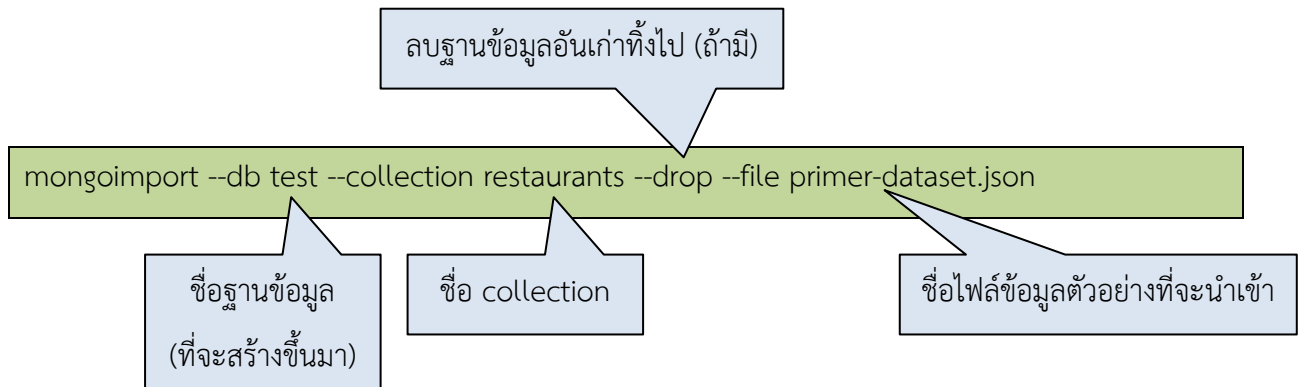 ลบฐานข้อมูลอันเก่าทิ้งไป (ถ้ามี)
mongoimport --db test --collection restaurants --drop --file primer-dataset.json
ชื่อฐานข้อมูล
(ที่จะสร้างขึ้นมา)
ชื่อ collection
ชื่อไฟล์ข้อมูลตัวอย่างที่จะนำเข้า